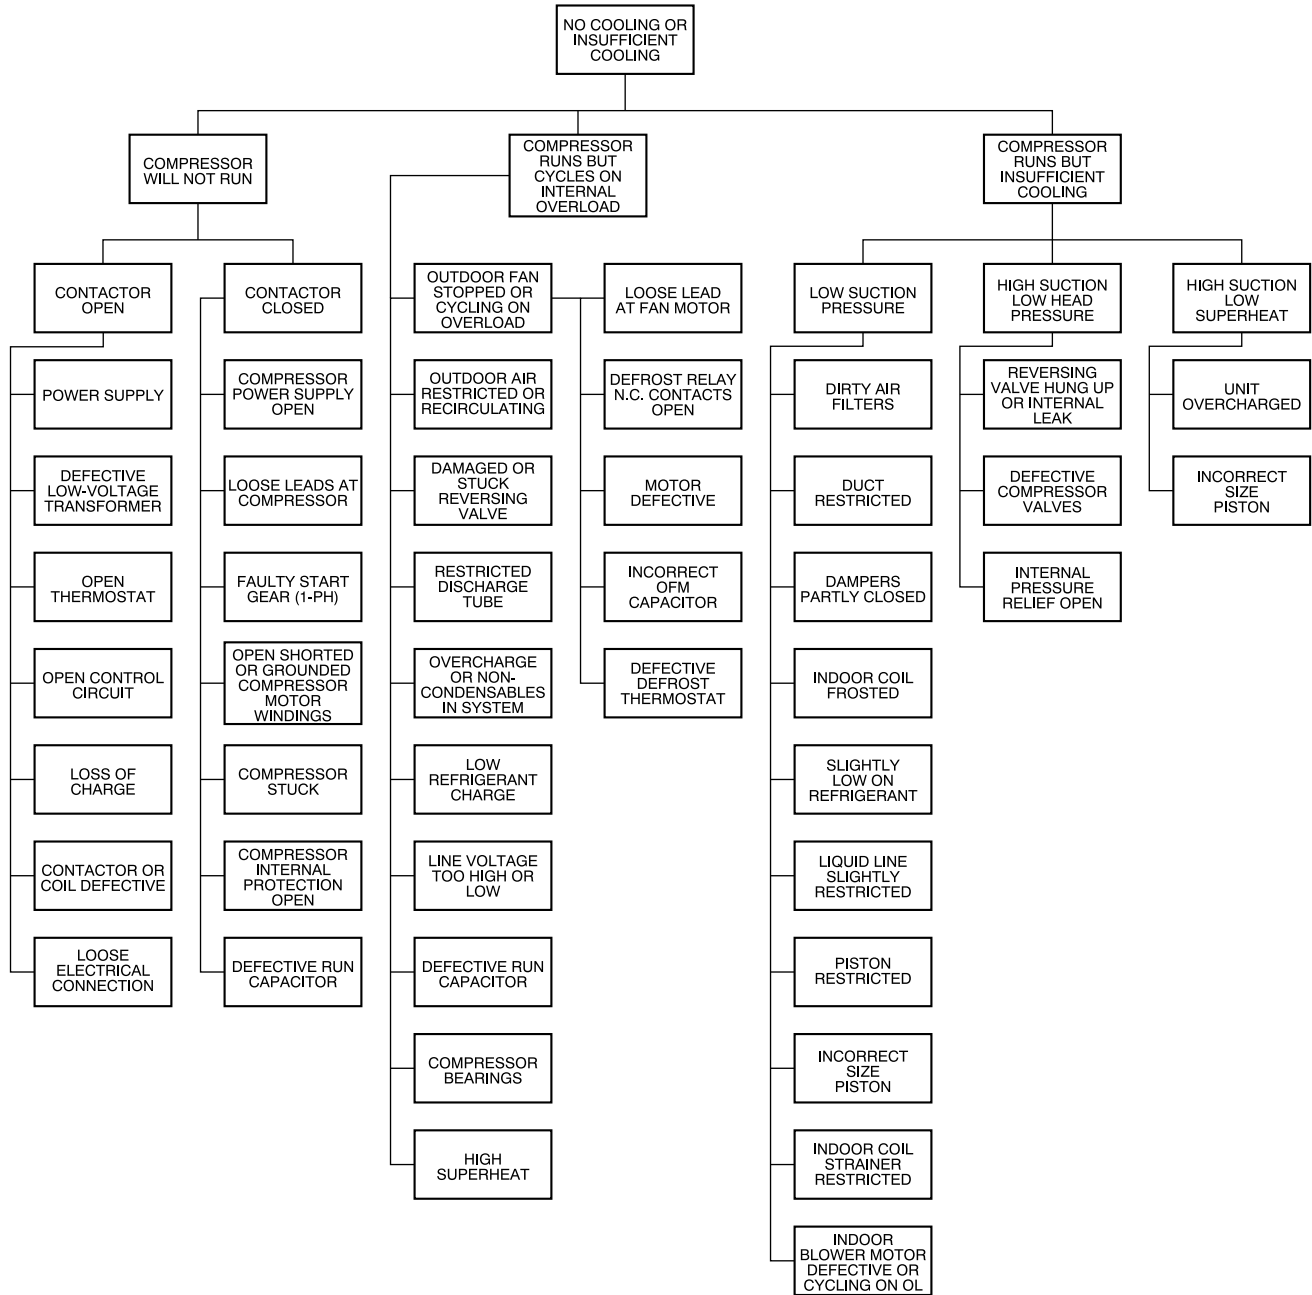 NO COOLING OR
INSUFFICIENT
COOLING
COMPRESSOR
WILL NOT RUN
COMPRESSOR
RUNS BUT
CYCLES ON
INTERNAL
OVERLOAD
COMPRESSOR
RUNS BUT
INSUFFICIENT
COOLING
CONTACTOR
OPEN
POWER SUPPLY
DEFECTIVE
LOW-VOLTAGE
TRANSFORMER
OPEN
THERMOSTAT
OPEN CONTROL
CIRCUIT
LOSS OF
CHARGE
CONTACTOR OR
COIL DEFECTIVE
LOOSE
ELECTRICAL
CONNECTION
CONTACTOR
CLOSED
COMPRESSOR
POWER SUPPLY
OPEN
LOOSE LEADS AT
COMPRESSOR
FAULTY START
GEAR (1-PH)
OPEN SHORTED
OR GROUNDED
COMPRESSOR
MOTOR
WINDINGS
COMPRESSOR
STUCK
COMPRESSOR
INTERNAL
PROTECTION
OPEN
DEFECTIVE RUN
CAPACITOR
OUTDOOR FAN
STOPPED OR
CYCLING ON
OVERLOAD
OUTDOOR AIR
RESTRICTED OR
RECIRCULATING
DAMAGED OR
STUCK
REVERSING
VALVE
RESTRICTED
DISCHARGE
TUBE
OVERCHARGE
OR NON-
CONDENSABLES
IN SYSTEM
LOW
REFRIGERANT
CHARGE
LINE VOLTAGE
TOO HIGH OR
LOW
DEFECTIVE RUN
CAPACITOR
COMPRESSOR
BEARINGS
HIGH
SUPERHEAT
LOOSE LEAD
AT FAN MOTOR
DEFROST RELAY
N.C. CONTACTS
OPEN
MOTOR
DEFECTIVE
INCORRECT
OFM
CAPACITOR
DEFECTIVE
DEFROST
THERMOSTAT
LOW SUCTION
PRESSURE
DIRTY AIR
FILTERS
DUCT
RESTRICTED
DAMPERS
PARTLY CLOSED
INDOOR COIL
FROSTED
SLIGHTLY
LOW ON
REFRIGERANT
LIQUID LINE
SLIGHTLY
RESTRICTED
PISTON
RESTRICTED
INCORRECT
SIZE
PISTON
INDOOR COIL
STRAINER
RESTRICTED
INDOOR
BLOWER MOTOR
DEFECTIVE OR
CYCLING ON OL
HIGH SUCTION
LOW HEAD
PRESSURE
REVERSING
VALVE HUNG UP
OR INTERNAL
LEAK
DEFECTIVE
COMPRESSOR
VALVES
INTERNAL
PRESSURE
RELIEF OPEN
HIGH SUCTION
LOW
SUPERHEAT
UNIT
OVERCHARGED
INCORRECT
SIZE
PISTON